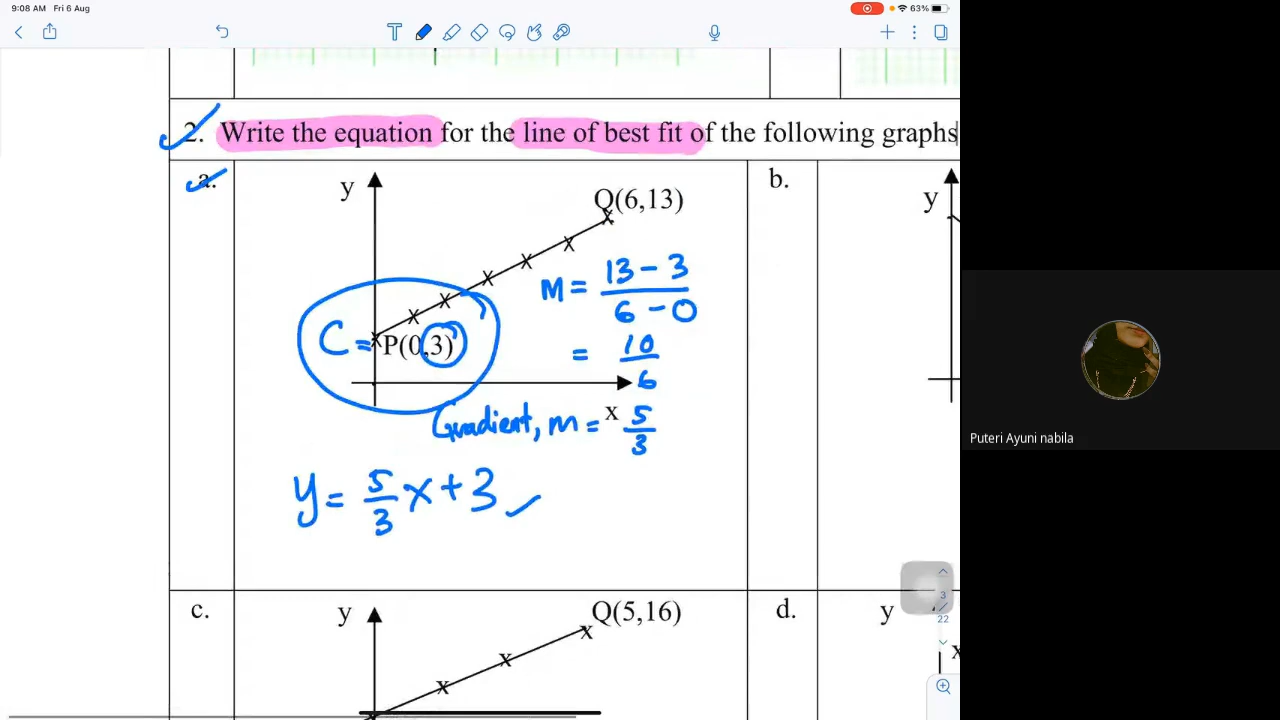 9:08 AM Fri 6 Aug
63%
2. Write the equation for the line of best fit of the following graphs
a.
y
Q(6,13)
M = 13 - 3
6 - 0
C = P(0,3)
= 10
6
x
Gradient, m = 5
3
y = 5/3 x + 3
b.
y
c.
y
Q(5,16)
d.
y
x
3
22
Puteri Ayuni nabila